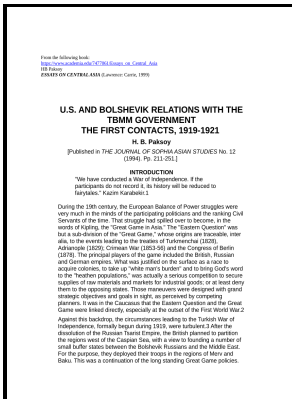 From the following book:
https://www.academia.edu/7477864/Essays_on_Central_Asia
HB Paksoy
ESSAYS ON CENTRAL ASIA (Lawrence: Carrie, 1999)
U.S. AND BOLSHEVIK RELATIONS WITH THE
TBMM GOVERNMENT
THE FIRST CONTACTS, 1919-1921
H. B. Paksoy
[Published in THE JOURNAL OF SOPHIA ASIAN STUDIES No. 12
(1994). Pp. 211-251.]
INTRODUCTION
"We have conducted a War of Independence. If the
participants do not record it, its history will be reduced to
fairytale." Kazim Karabekir.1
During the 19th century, the European Balance of Power struggles were
very much in the minds of the participating politicians and the ranking Civil
Servants of the time. That struggle had spilled over to become, in the
words of Kipling, the "Great Game in Asia." The "Eastern Question" was
but a sub-division of the "Great Game," whose origins are traceable, inter
alia, to the events leading to the treaties of Turkmenchai (1828),
Adrianople (1829); Crimean War (1853-56) and the Congress of Berlin
(1878). The principal players of the game included the British, Russian
and German empires. What was justified on the surface as a race to
acquire colonies, to take up "white man's burden" and to bring God's word
to the "heathen populations," was actually a serious competition to secure
supplies of raw materials and markets for industrial goods; or at least deny
them to the opposing states. Those maneuvers were designed with grand
strategic objectives and goals in sight, as perceived by competing
planners. It was in the Caucasus that the Eastern Question and the Great
Game were linked directly, especially at the outset of the First World War.2
Against this backdrop, the circumstances leading to the Turkish War of
Independence, formally begun during 1919, were turbulent.3 After the
dissolution of the Russian Tsarist Empire, the British planned to partition
the regions west of the Caspian Sea, with a view to founding a number of
small buffer states between the Bolshevik Russians and the Middle East.
For the purpose, they deployed their troops in the regions of Merv and
Baku. This was a continuation of the long standing Great Game policies.